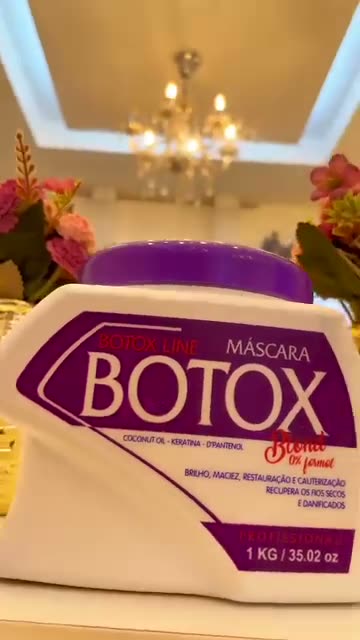 BOTOX LINE MÁSCARA
BOTOX
COCONUT OIL - KERATINA - D'PANTENOL
Blond
0% formol
BRILHO, MACIEZ, RESTAURAÇÃO E CAUTERIZAÇÃO
RECUPERA OS FIOS SECOS
E DANIFICADOS
PROFISSIONAL
1 KG / 35.02 oz